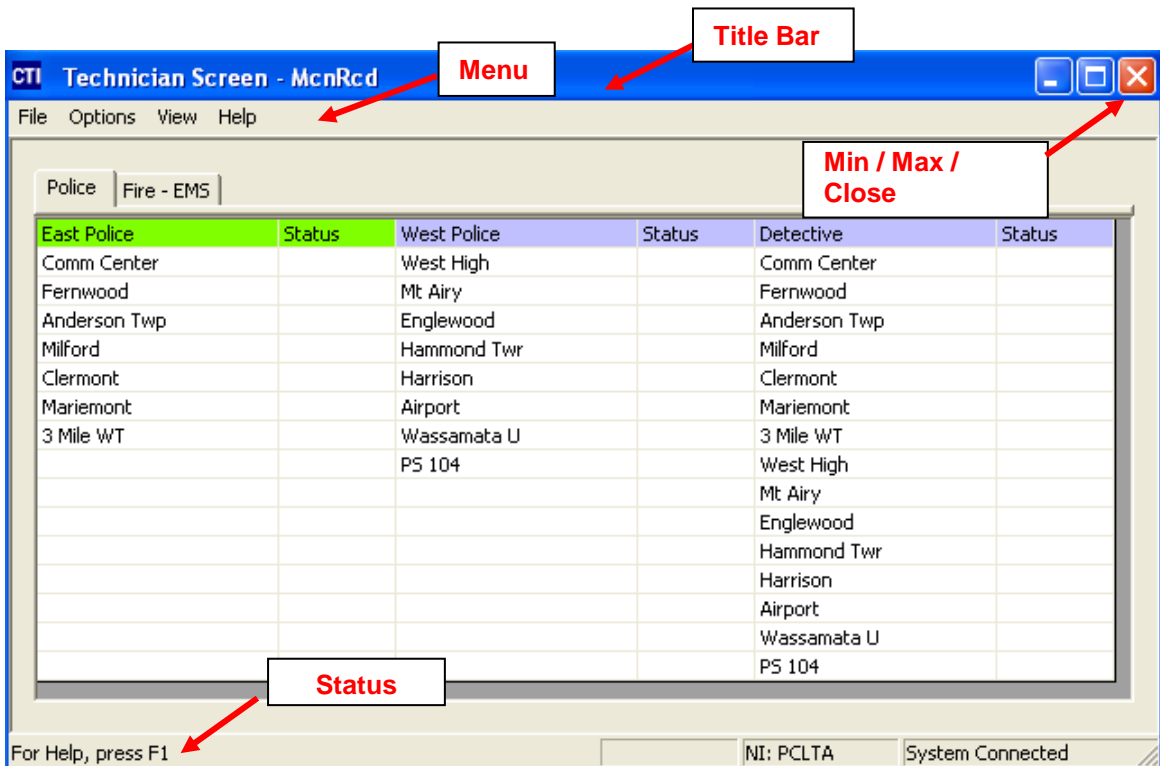 Title Bar
Menu
CTI Technician Screen - McnRcd
File Options View Help
Min / Max /
Close
Police Fire - EMS
East Police Status West Police Status Detective Status
Comm Center West High Comm Center
Fernwood Mt Airy Fernwood
Anderson Twp Englewood Anderson Twp
Milford Hammond Twr Milford
Clermont Harrison Clermont
Mariemont Airport Mariemont
3 Mile WT Wassamata U 3 Mile WT
PS 104 West High
Mt Airy
Englewood
Hammond Twr
Harrison
Airport
Wassamata U
PS 104
Status
For Help, press F1 NI: PCLTA System Connected